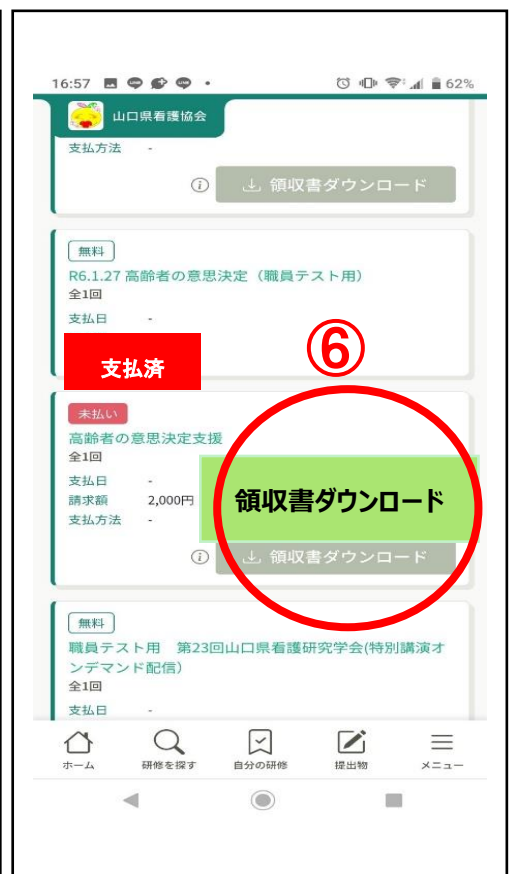 16:57
62%
山口県看護協会
支払方法 -
領収書ダウンロード
無料
R6.1.27 高齢者の意思決定（職員テスト用）
全1回
支払日 -
支払済
⑥
未払い
高齢者の意思決定支援
全1回
支払日 -
請求額 2,000円
支払方法 -
領収書ダウンロード
領収書ダウンロード
無料
職員テスト用 第23回山口県看護研究学会(特別講演オ
ンデマンド配信)
全1回
支払日 -
ホーム 研修を探す 自分の研修 提出物 メニュー